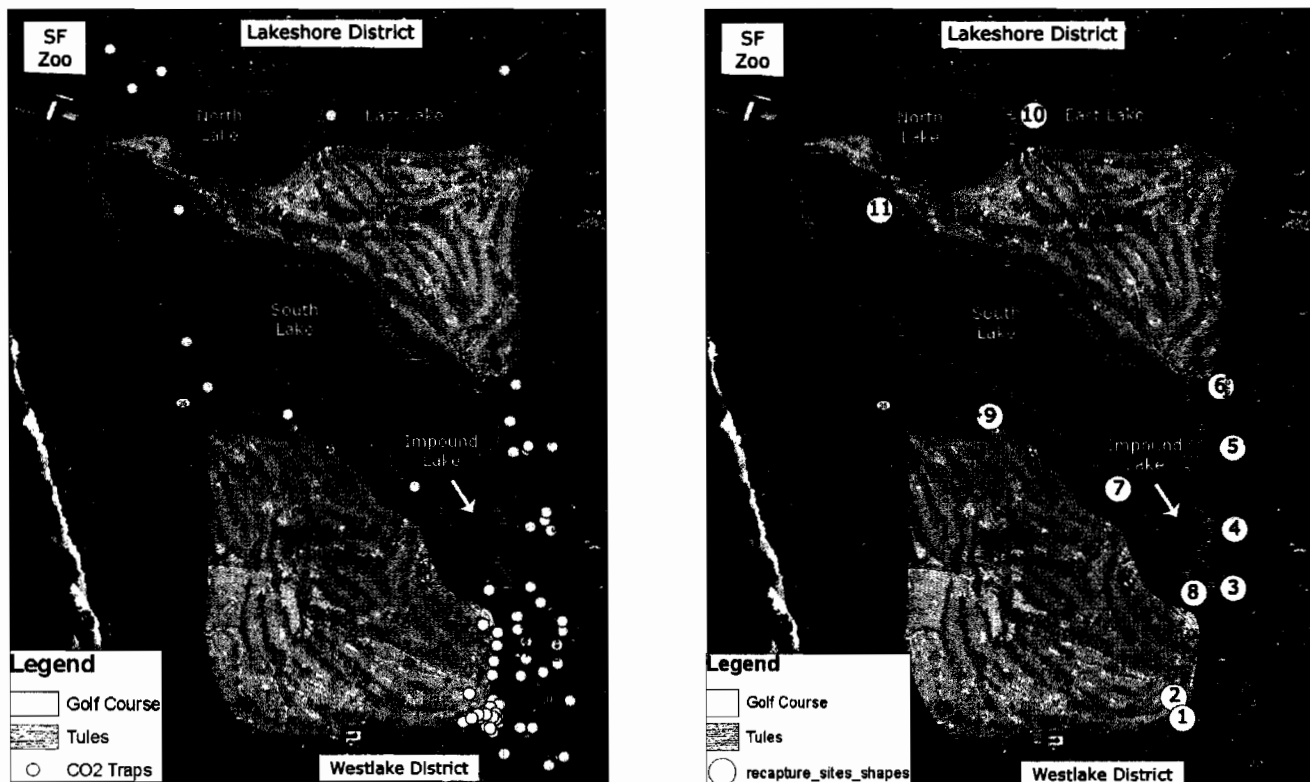 SF
Zoo
Lakeshore District
North
Lake
East Lake
South
Lake
Impound
Lake
Legend
Golf Course
Tules
CO2 Traps
Westlake District
SF
Zoo
Lakeshore District
North
Lake
10
East Lake
11
South
Lake
6
9
5
Impound
Lake
7
4
8
3
2
1
Legend
Golf Course
Tules
recapture_sites_shapes
Westlake District